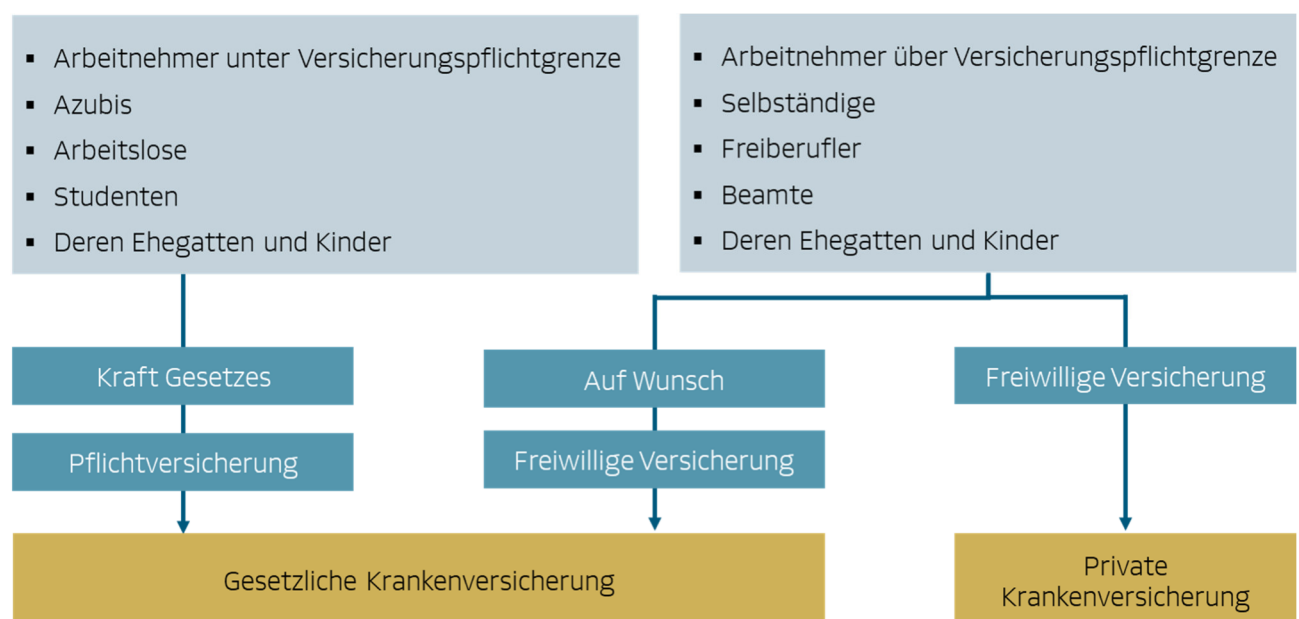 ▪ Arbeitnehmer unter Versicherungspflichtgrenze
▪ Azubis
▪ Arbeitslose
▪ Studenten
▪ Deren Ehegatten und Kinder
▪ Arbeitnehmer über Versicherungspflichtgrenze
▪ Selbständige
▪ Freiberufler
▪ Beamte
▪ Deren Ehegatten und Kinder
Kraft Gesetzes
Pflichtversicherung
Auf Wunsch
Freiwillige Versicherung
Freiwillige Versicherung
Gesetzliche Krankenversicherung
Private
Krankenversicherung